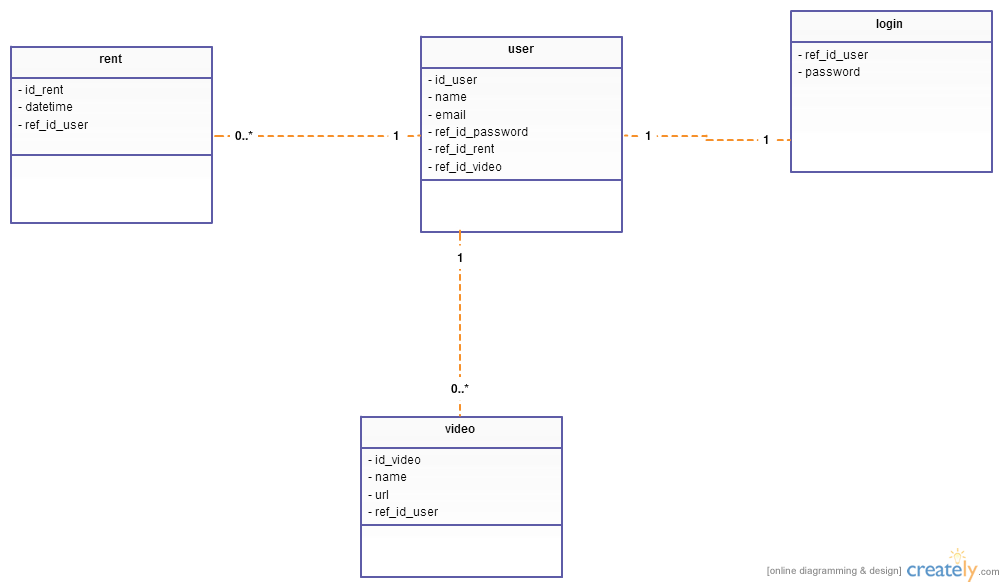 rent
- id_rent
- datetime
- ref_id_user
user
- id_user
- name
- email
- ref_id_password
- ref_id_rent
- ref_id_video
login
- ref_id_user
- password
0..*
1
1
1
1
0..*
video
- id_video
- name
- url
- ref_id_user
[online diagramming & design] creately.com